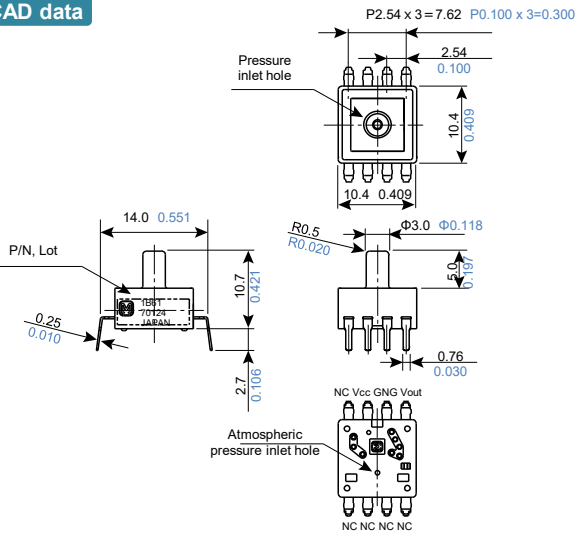 CAD data
P2.54 x 3=7.62 P0.100 x 3=0.300
2.54
0.100
Pressure
inlet hole
10.4
0.409
10.4 0.409
14.0 0.551
P/N, Lot
10.7
0.421
1B61
70124
JAPAN
0.25
0.010
2.7
0.106
R0.5
R0.020
Φ3.0 Φ0.118
5.0
0.197
0.76
0.030
NC Vcc GNG Vout
Atmospheric
pressure inlet hole
NC NC NC NC